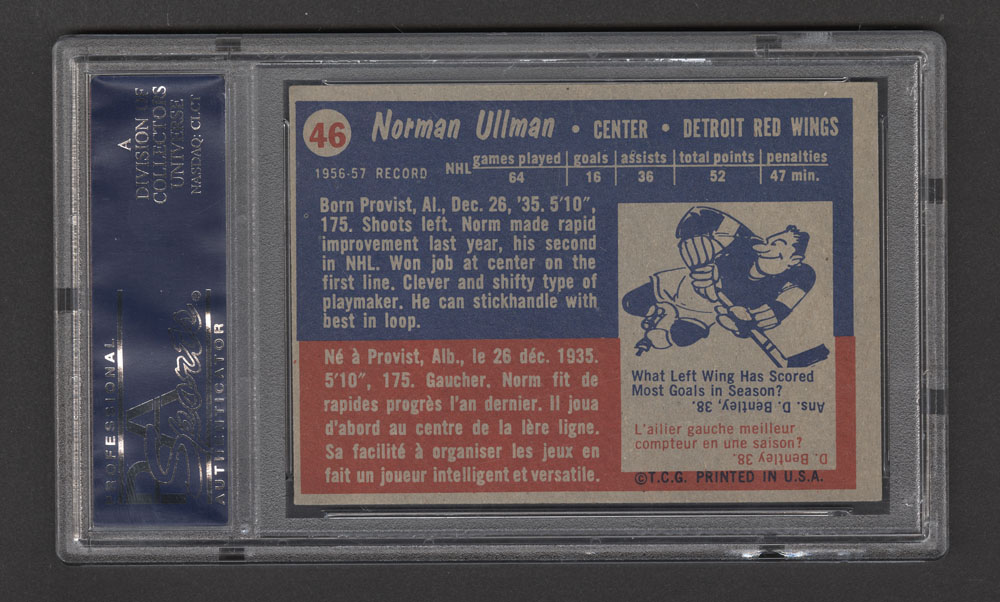 A
DIVISION OF
COLLECTORS
UNIVERSE
NASDAQ: CLCT
PROFESSIONAL
PSA
Sports
AUTHENTICATOR
46 Norman Ullman • CENTER • DETROIT RED WINGS
games played goals assists total points penalties
1956-57 RECORD NHL 64 16 36 52 47 min.
Born Provist, Al., Dec. 26, '35. 5'10",
175. Shoots left. Norm made rapid
improvement last year, his second
in NHL. Won job at center on the
first line. Clever and shifty type of
playmaker. He can stickhandle with
best in loop.
Né à Provist, Alb., le 26 déc. 1935.
5'10", 175. Gaucher. Norm fit de
rapides progrès l'an dernier. Il joua
d'abord au centre de la lère ligne.
Sa facilité à organiser les jeux en
fait un joueur intelligent et versatile.
What Left Wing Has Scored
Most Goals in Season?
Ans. D. Bentley, 38.
L'ailier gauche meilleur
compteur en une saison?
D. Bentley 38.
©T.C.G. PRINTED IN U.S.A.